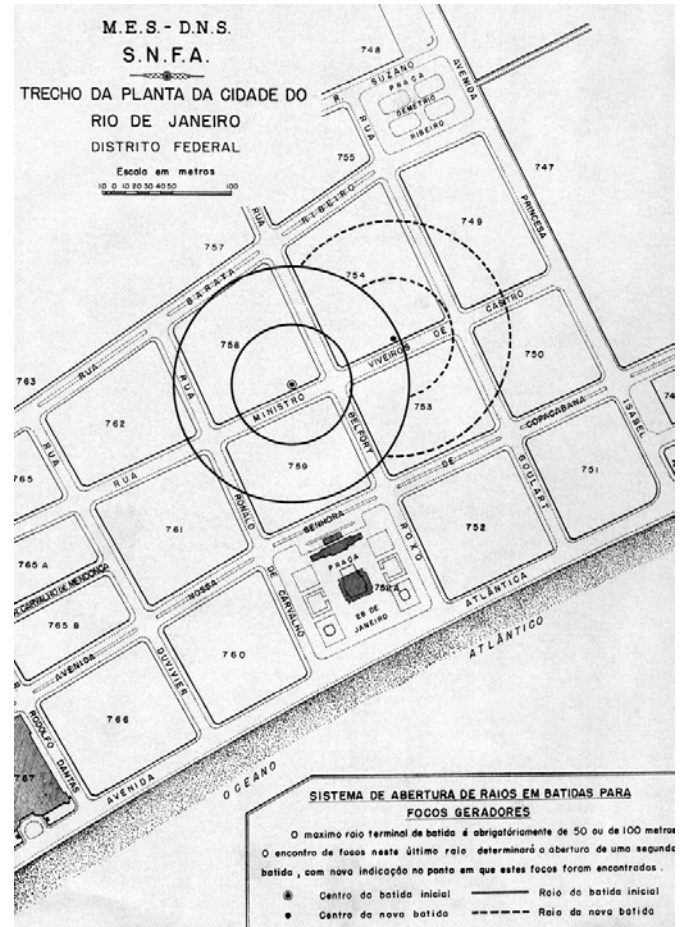 M.E.S. - D.N.S.
S.N.F.A.
TRECHO DA PLANTA DA CIDADE DO
RIO DE JANEIRO
DISTRITO FEDERAL
Escala em metros
10 0 10 20 30 40 50 100
748
R. SUZANO
PRAÇA
DEMÉTRIO
RIBEIRO
AVENIDA
PRINCESA
ISABEL
747
RUA
755
RUA
757
749
RUA BARATA RIBEIRO
754
758
VIVEIROS DE CASTRO
750
763
762
RUA
RUA MINISTRO
753
BELFORT
ROXO
COPACABANA
765
RUA
759
RONALD
DE CARVALHO
GOULART
751
761
SENHORA DE
752
765 A
R. CARVALHO DE MENDONÇA
NOSSA
PRAÇA
752 A
28 DE
JANEIRO
ATLÂNTICA
765 B
AVENIDA
760
DUVIVIER
ATLÂNTICO
766
RODOLFO DANTAS
767
AVENIDA
OCEANO
SISTEMA DE ABERTURA DE RAIOS EM BATIDAS PARA
FOCOS GERADORES
O maximo raio terminal de batida é obrigatóriamente de 50 ou de 100 metros
O encontro de focos neste último raio determinará a abertura de uma segunda
batida, com nova indicação no ponto em que estes focos foram encontrados.
Centro da batida inicial Raio da batida inicial
Centro da nova batida Raio da nova batida